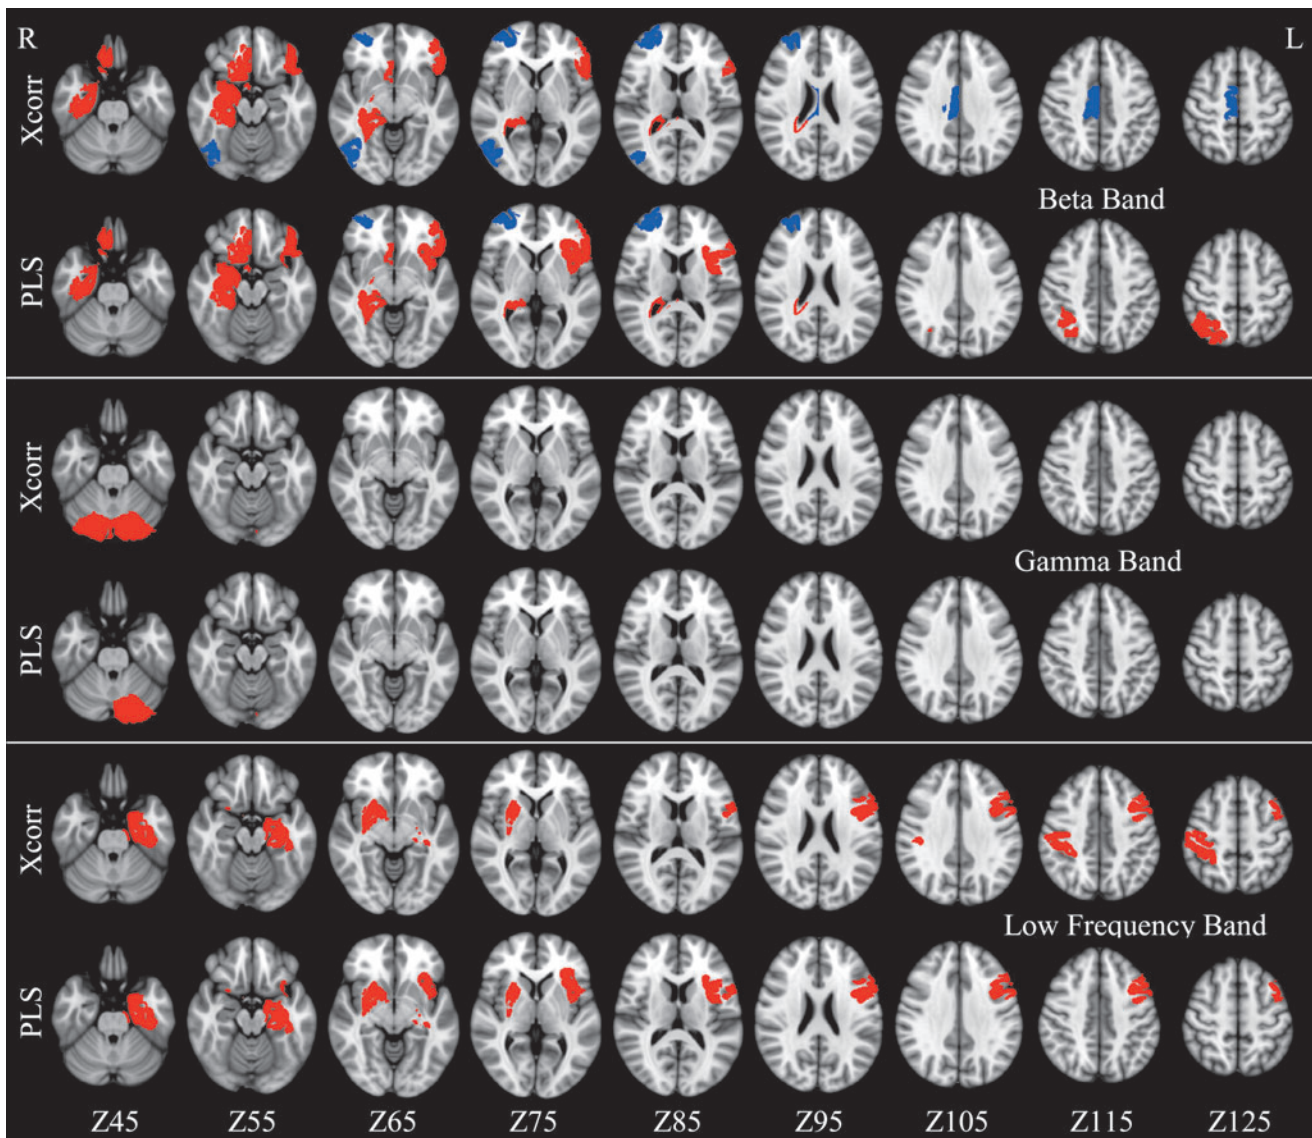 R L
Xcorr
Beta Band
PLS
Xcorr
Gamma Band
PLS
Xcorr
Low Frequency Band
PLS
Z45 Z55 Z65 Z75 Z85 Z95 Z105 Z115 Z125